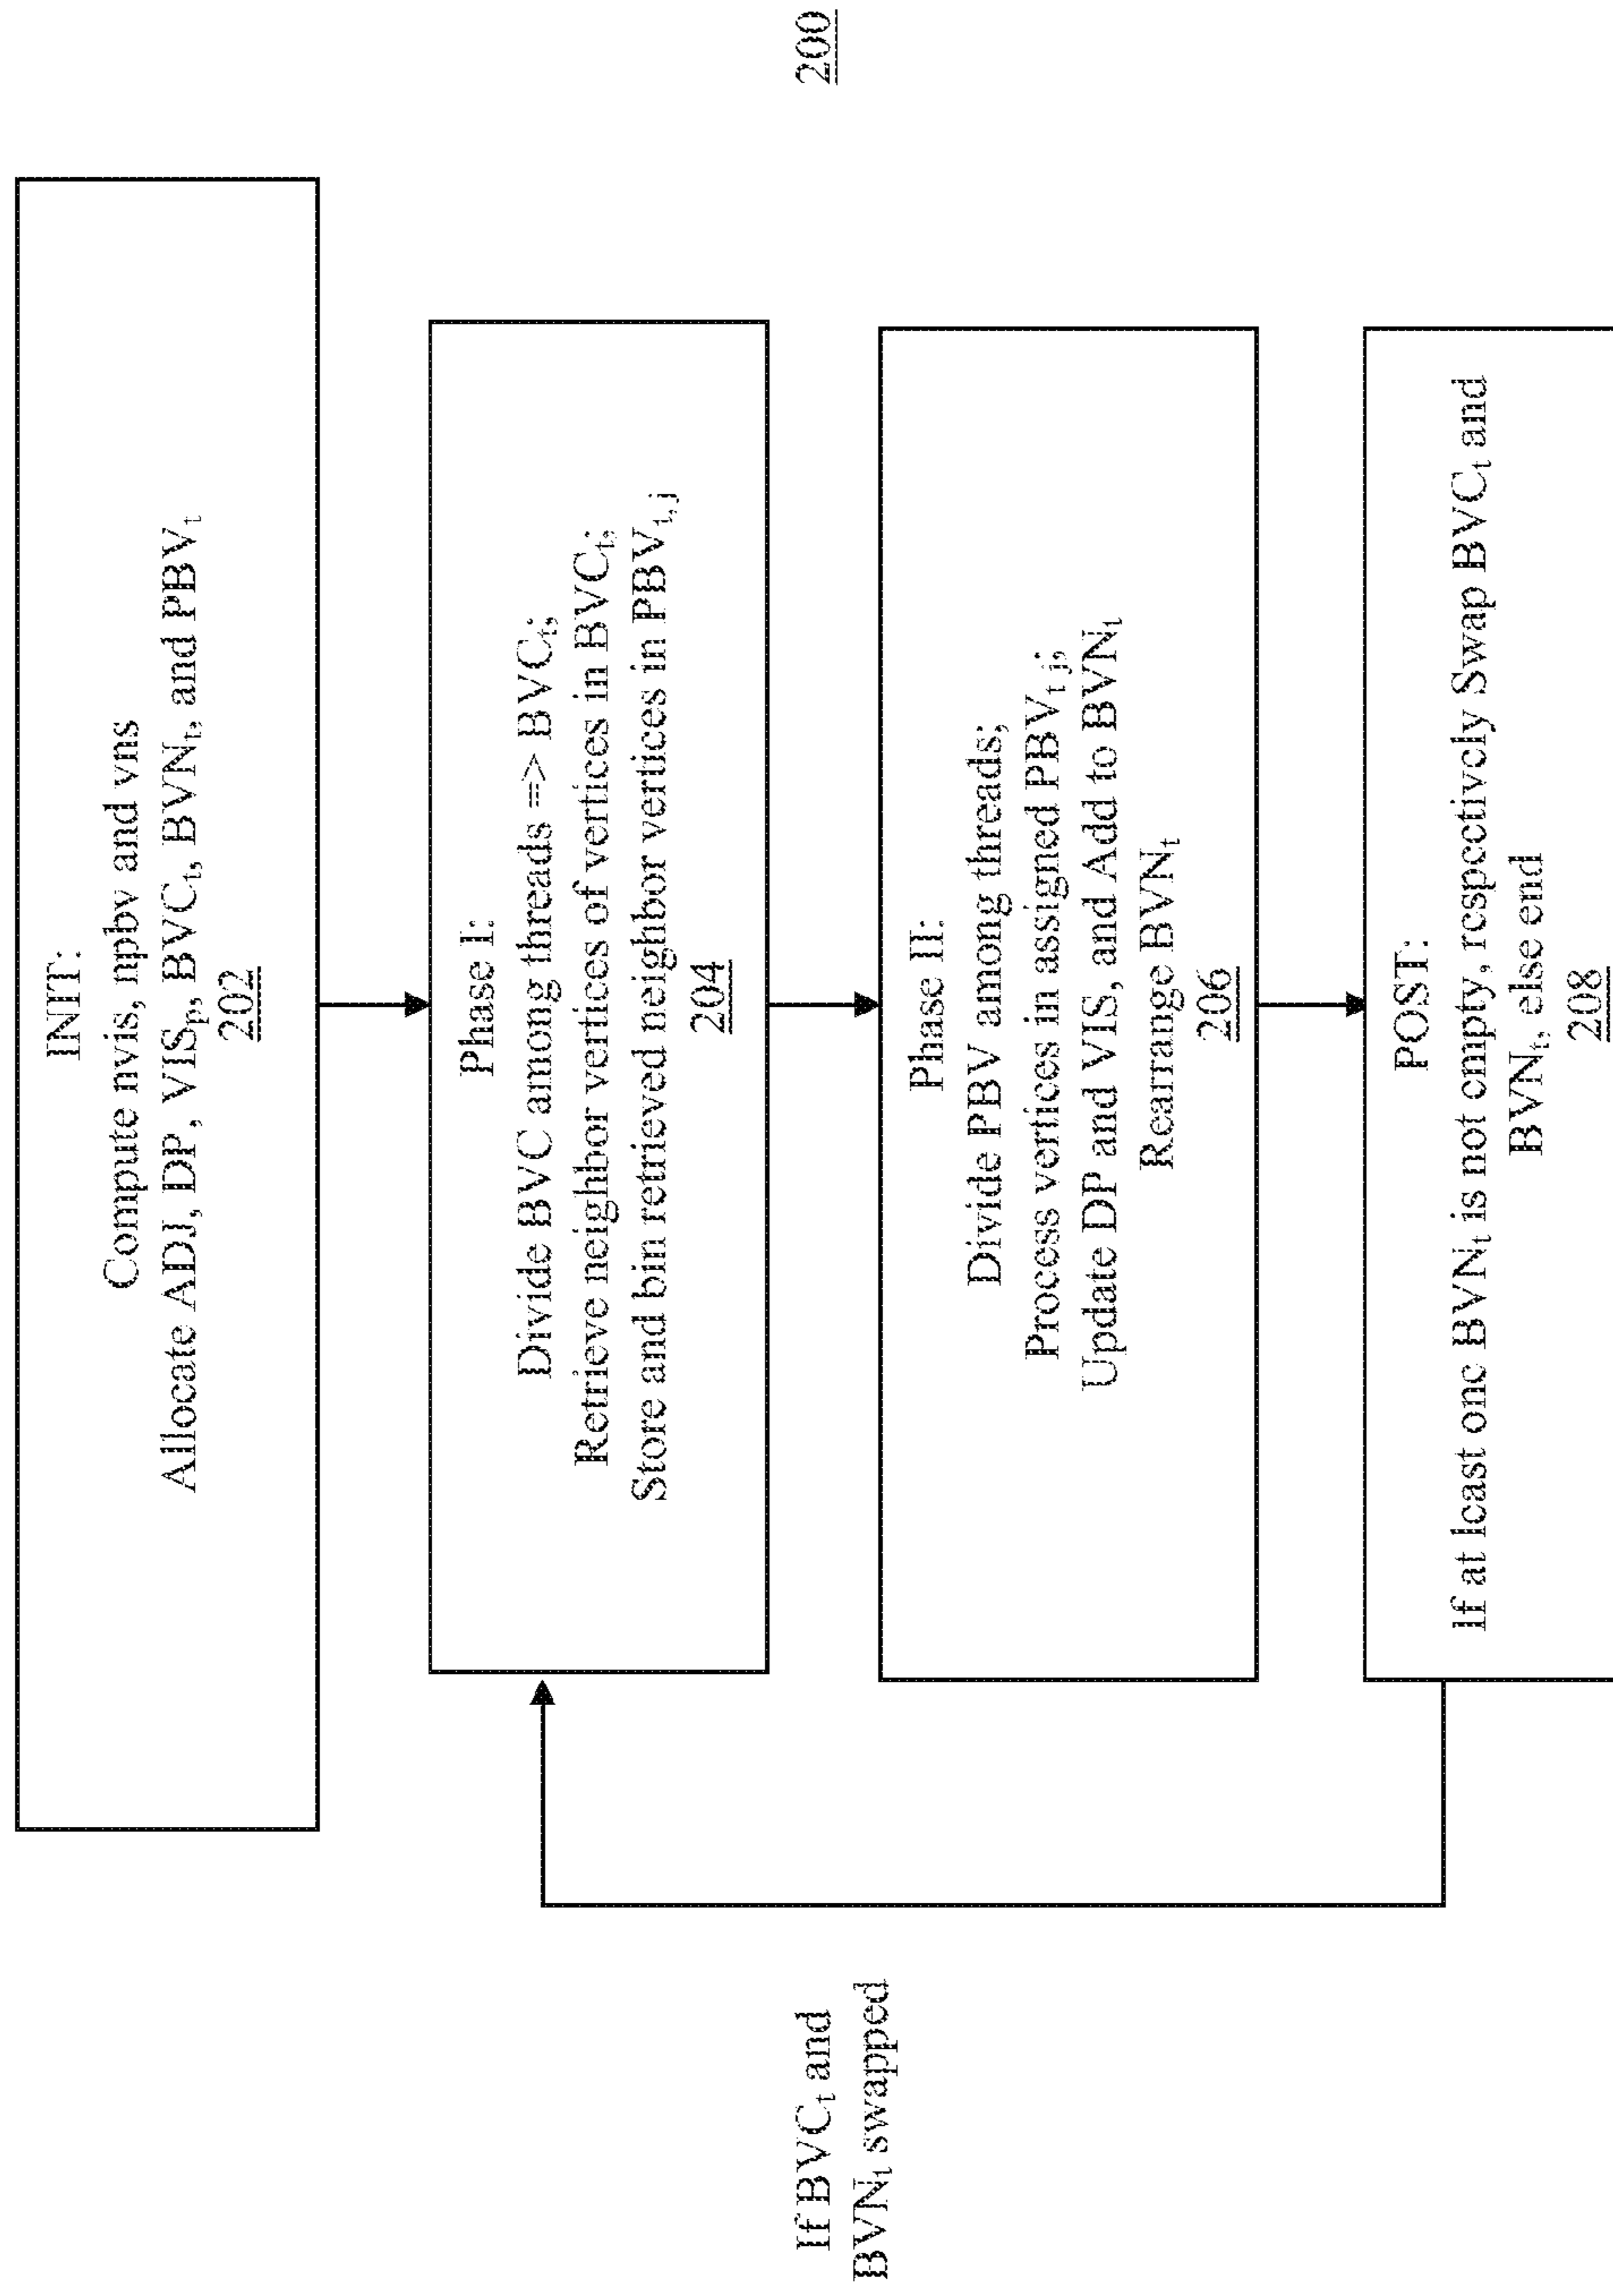 INIT:
Compute nvis, npbv and vns
Allocate ADJ, DP, VISₚ, BVCₜ, BVNₜ, and PBVₜ
202
Phase I:
Divide BVC among threads => BVCₜ;
Retrieve neighbor vertices of vertices in BVCₜ;
Store and bin retrieved neighbor vertices in PBVₜ,ⱼ
204
Phase II:
Divide PBV among threads;
Process vertices in assigned PBVₜ ⱼ;
Update DP and VIS, and Add to BVNₜ
Rearrange BVNₜ
206
POST:
If at least one BVNₜ is not empty, respectively Swap BVCₜ and
BVNₜ, else end
208
If BVCₜ and
BVNₜ swapped
200